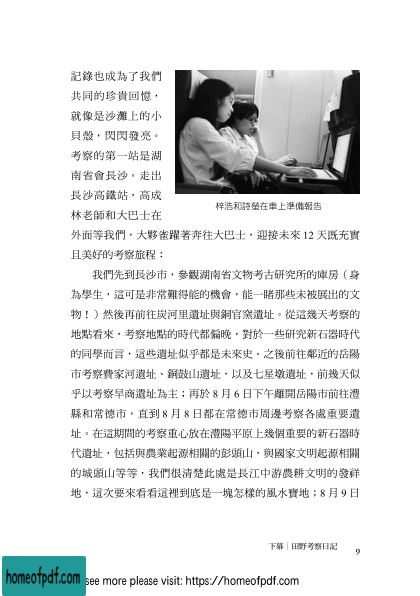 記錄也成為了我們
共同的珍貴回憶，
就像是沙灘上的小
貝殼，閃閃發亮。
考察的第一站是湖
南省會長沙。走出
長沙高鐵站，高成
林老師和大巴士在
梓浩和詩螢在車上準備報告
外面等我們，大夥雀躍著奔往大巴士，迎接未來 12 天既充實
且美好的考察旅程：
我們先到長沙市，參觀湖南省文物考古研究所的庫房（身
為學生，這可是非常難得能的機會，能一睹那些未被展出的文
物！）然後再前往炭河里遺址與銅官窯遺址。從這幾天考察的
地點看來，考察地點的時代都偏晚，對於一些研究新石器時代
的同學而言，這些遺址似乎都是未來史，之後前往鄰近的岳陽
市考察費家河遺址、銅鼓山遺址，以及七星墩遺址，前幾天似
乎以考察早商遺址為主；再於 8 月 6 日下午離開岳陽市前往澧
縣和常德市，直到 8 月 8 日都在常德市周邊考察各處重要遺
址。在這期間的考察重心放在澧陽平原上幾個重要的新石器時
代遺址，包括與農業起源相關的彭頭山，與國家文明起源相關
的城頭山等等，我們很清楚此處是長江中游農耕文明的發祥
地，這次要來看看這裡到底是一塊怎樣的風水寶地；8 月 9 日
下幕｜田野考察日記
9
homeofpdf.com
see more please visit: https://homeofpdf.com